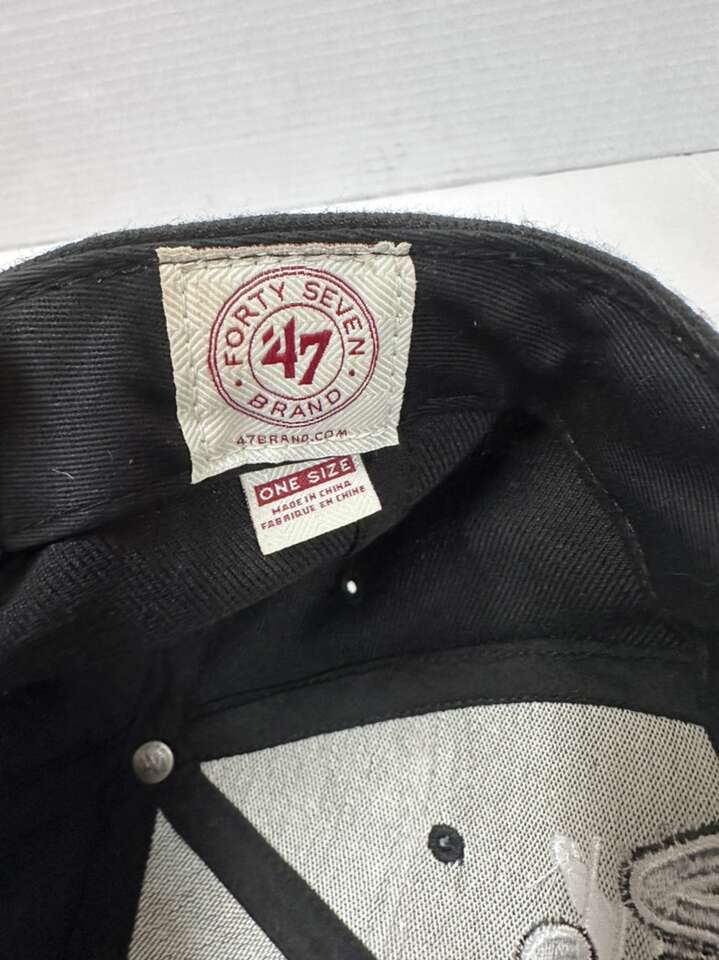 FORTY SEVEN
'47
BRAND
47BRAND.COM
ONE SIZE
MADE IN CHINA
FABRIQUE EN CHINE